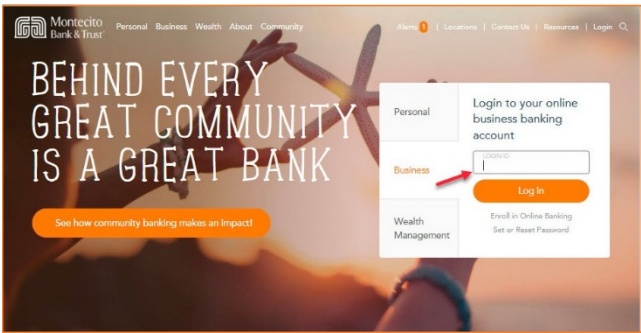 Montecito
Bank & Trust
Personal Business Wealth About Community
Alerts 1 | Locations | Contact Us | Resources | Login
BEHIND EVERY
GREAT COMMUNITY
IS A GREAT BANK
See how community banking makes an impact!
Personal
Business
Wealth
Management
Login to your online
business banking
account
LOGIN ID
Log in
Enroll in Online Banking
Set or Reset Password